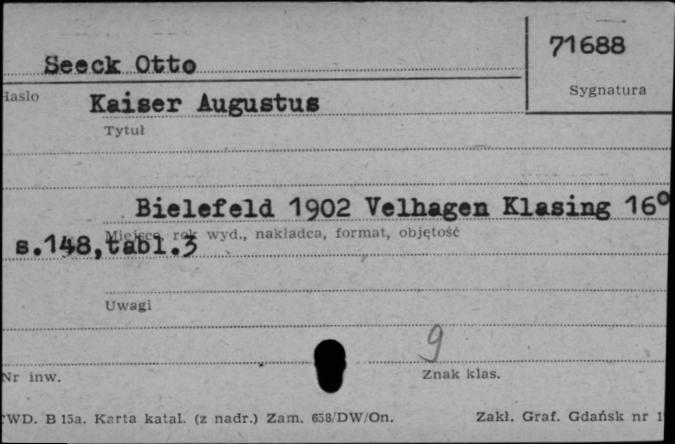 71688
Seeck Otto
Sygnatura
Hasło
Kaiser Augustus
Tytuł
Bielefeld 1902 Velhagen Klasing 16°
Miejsce, rok wyd., nakładca, format, objętość
s.148,tabl.3
Uwagi
9
Nr inw.
Znak klas.
WD. B 15a. Karta katal. (z nadr.) Zam. 658/DW/On.
Zakł. Graf. Gdańsk nr